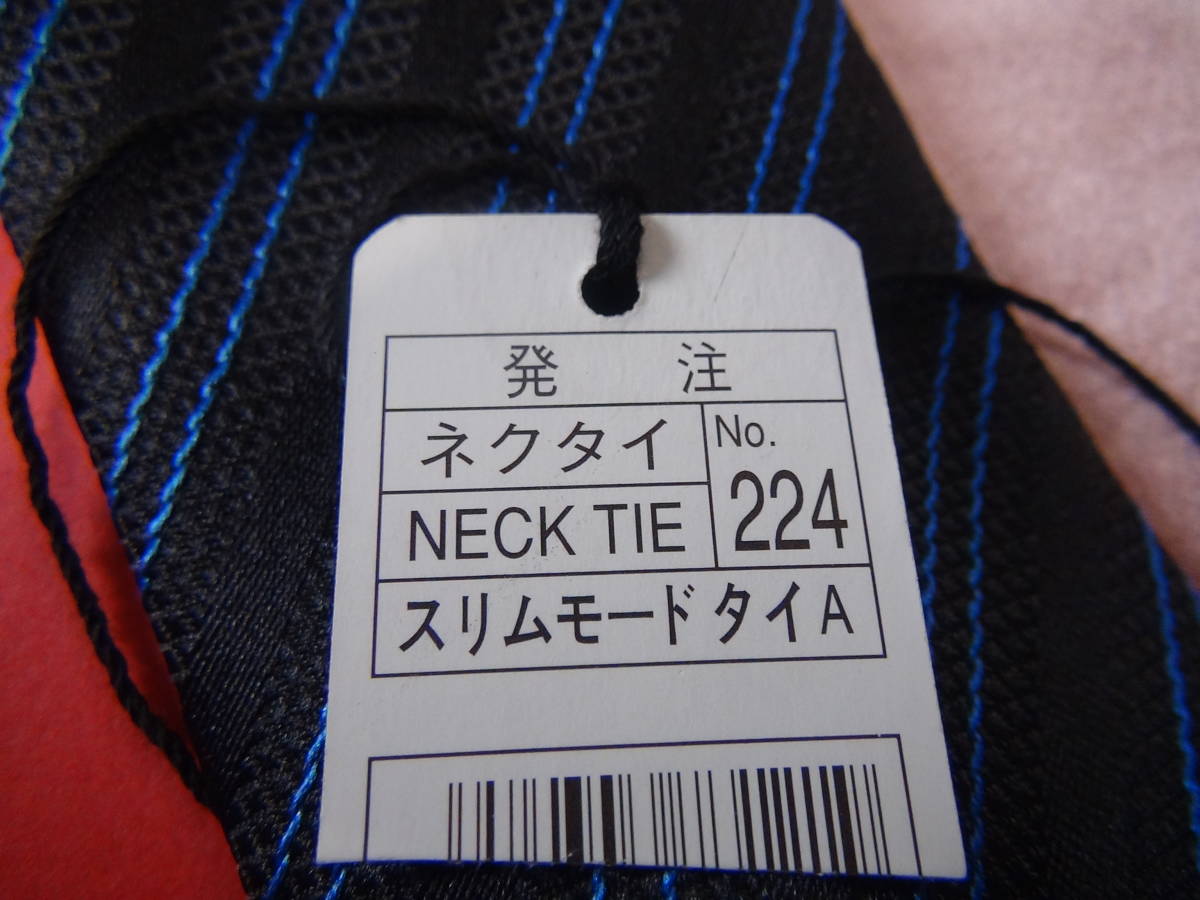 発 注
ネクタイ
NECK TIE
No.
224
スリムモードタイA